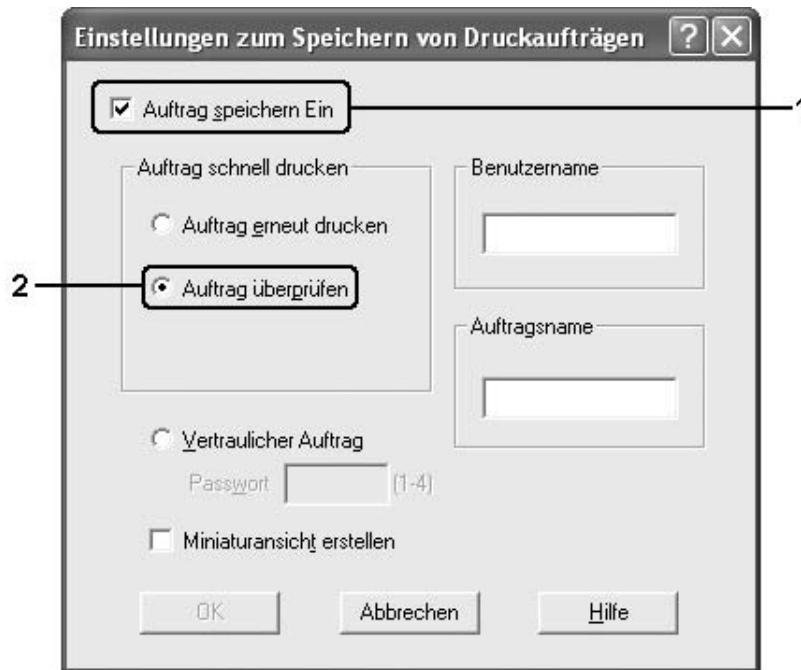 Einstellungen zum Speichern von Druckaufträgen
Auftrag speichern Ein
1
Auftrag schnell drucken
Auftrag erneut drucken
2
Auftrag überprüfen
Benutzername
Auftragsname
Vertraulicher Auftrag
Passwort (1-4)
Miniaturansicht erstellen
OK Abbrechen Hilfe